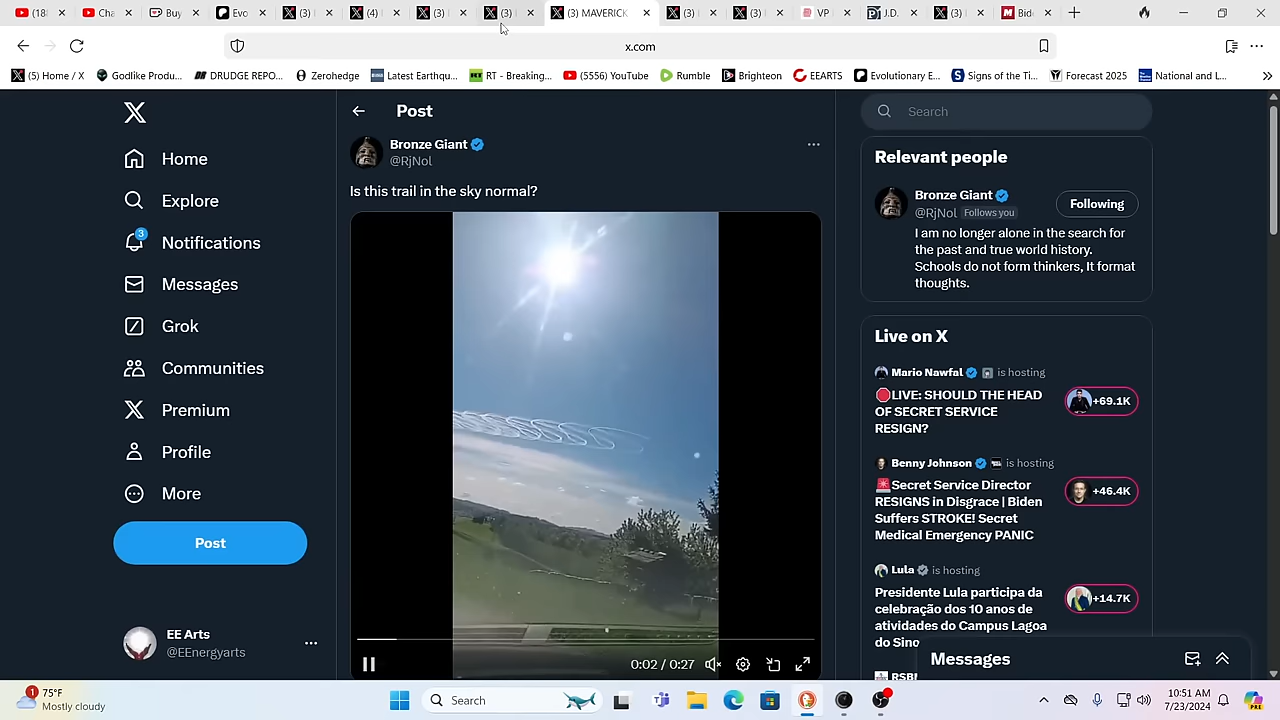 (18
Cha
Buy
Evo
(3)
(4)
(3)
(3)
(3) MAVERICK
(3)
(3)
VP
J.D.
(3)
Bid
x.com
(5) Home / X
Godlike Produ...
DRUDGE REPO...
Zerohedge
Latest Earthqu...
RT - Breaking...
(5556) YouTube
Rumble
Brighteon
EEARTS
Evolutionary E...
Signs of the Ti...
Forecast 2025
National and L...
Home
Explore
3
Notifications
Messages
Grok
Communities
Premium
Profile
More
Post
EE Arts
@EEnergyarts
Post
Bronze Giant
@RjNol
Is this trail in the sky normal?
0:02 / 0:27
Search
Relevant people
Bronze Giant
@RjNol Follows you
Following
I am no longer alone in the search for
the past and true world history.
Schools do not form thinkers, It format
thoughts.
Live on X
Mario Nawfal is hosting
LIVE: SHOULD THE HEAD
OF SECRET SERVICE
RESIGN?
+69.1K
Benny Johnson is hosting
Secret Service Director
RESIGNS in Disgrace | Biden
Suffers STROKE! Secret
Medical Emergency PANIC
+46.4K
Lula is hosting
Presidente Lula participa da
celebração dos 10 anos de
atividades do Campus Lagoa
do Sino
+14.7K
RSB
Messages
1
75°F
Mostly cloudy
Search
10:51 AM
7/23/2024
PRE